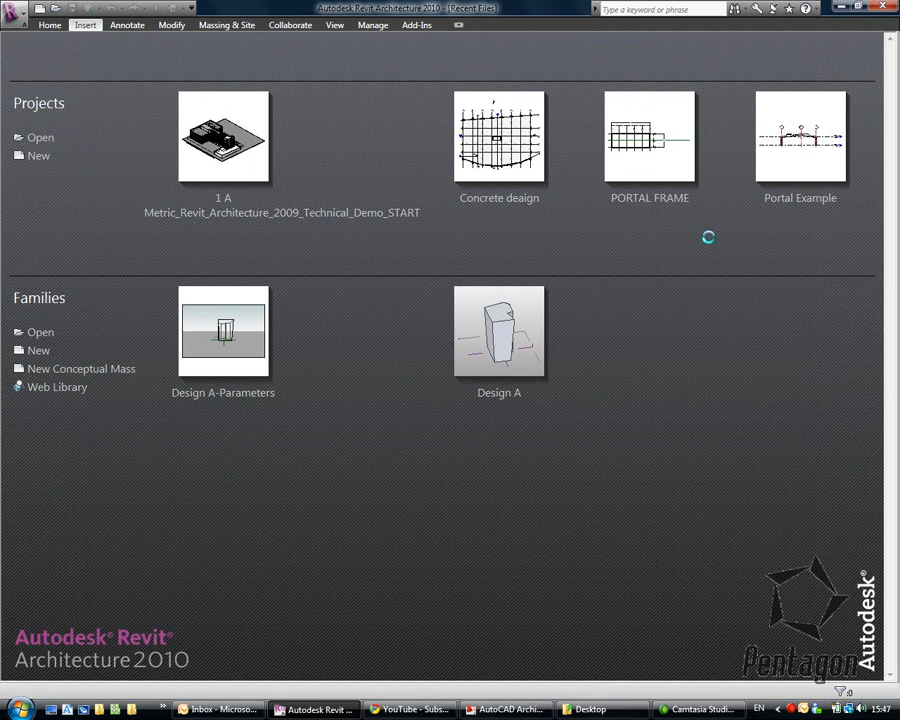 Autodesk Revit Architecture 2010 - [Recent Files]
Type a keyword or phrase
Home Insert Annotate Modify Massing & Site Collaborate View Manage Add-Ins
Projects
Open
New
1 A
Metric_Revit_Architecture_2009_Technical_Demo_START
Concrete deaign
PORTAL FRAME
Portal Example
Families
Open
New
New Conceptual Mass
Web Library
Design A-Parameters
Design A
Autodesk® Revit®
Architecture 2010
Pentagon
Autodesk®
:0
Inbox - Microso... Autodesk Revit ... YouTube - Subs... AutoCAD Archi... Desktop Camtasia Studi... EN 15:47